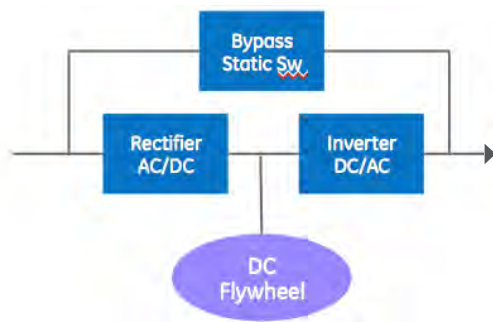 Bypass
Static Sw
Rectifier
AC/DC
Inverter
DC/AC
DC
Flywheel